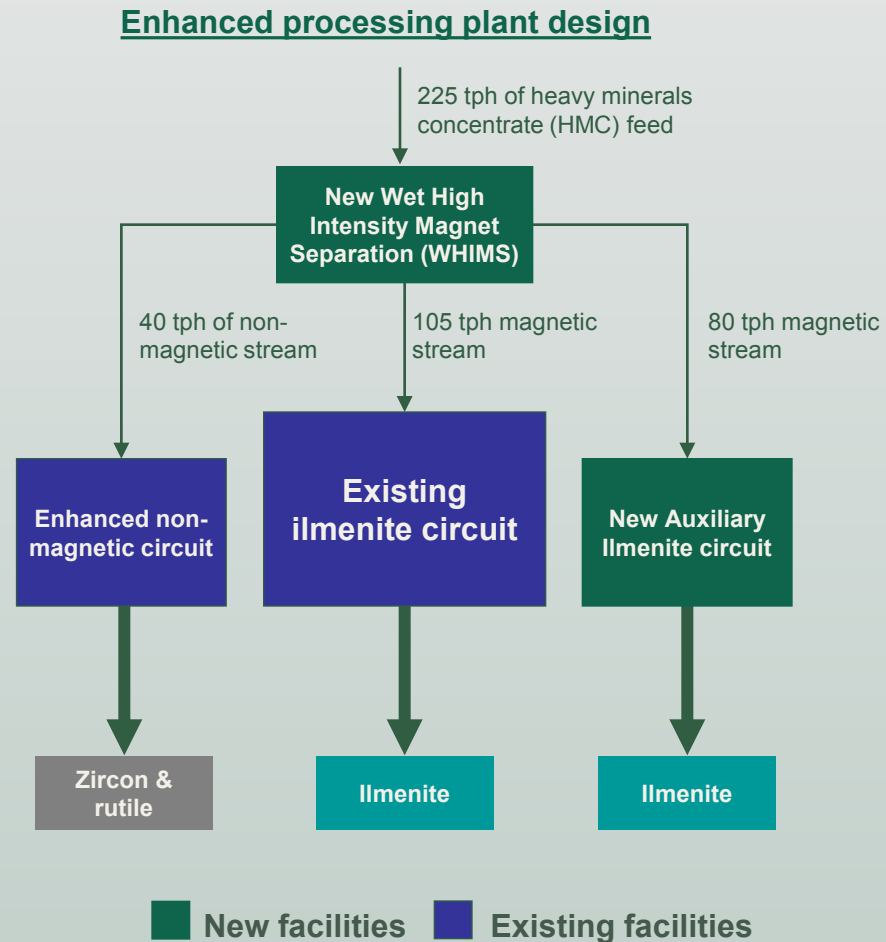 Enhanced processing plant design
225 tph of heavy minerals
concentrate (HMC) feed
New Wet High
Intensity Magnet
Separation (WHIMS)
40 tph of non-
magnetic stream
105 tph magnetic
stream
80 tph magnetic
stream
Enhanced non-
magnetic circuit
Existing
ilmenite circuit
New Auxiliary
Ilmenite circuit
Zircon &
rutile
Ilmenite
Ilmenite
New facilities
Existing facilities